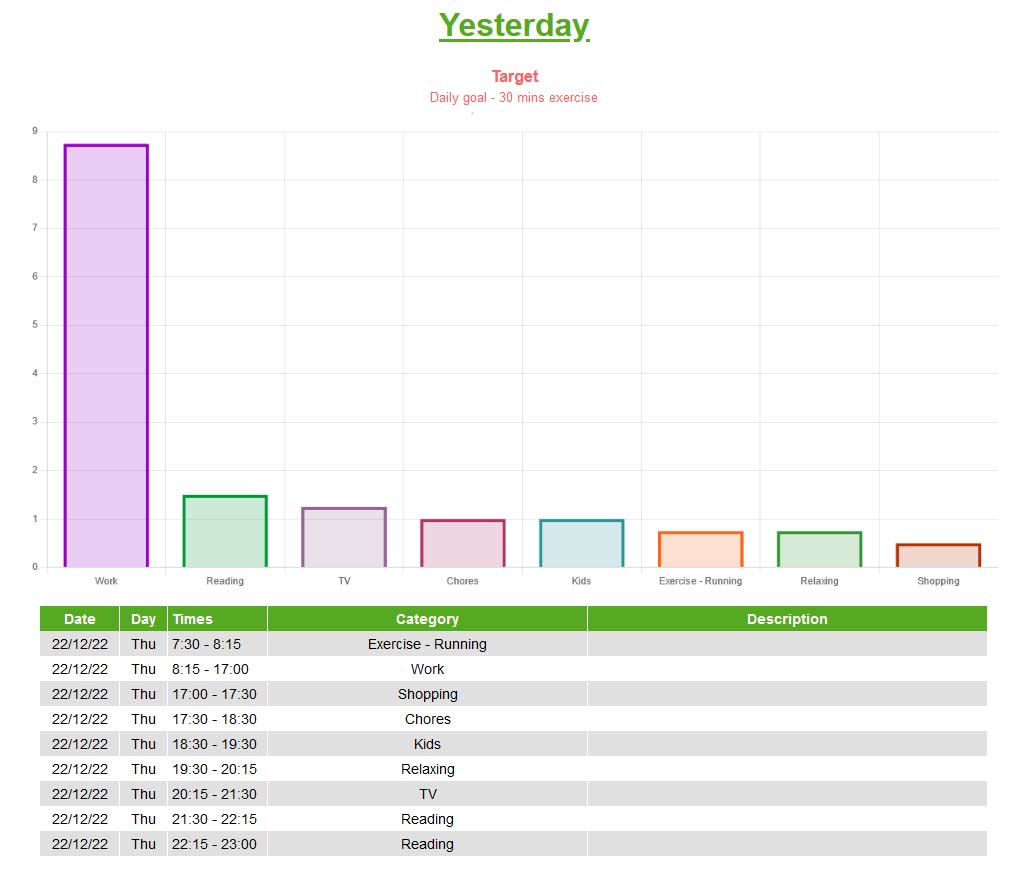 Yesterday
Target
Daily goal - 30 mins exercise
9
8
7
6
5
4
3
2
1
0
Work Reading TV Chores Kids Exercise - Running Relaxing Shopping
Date Day Times Category Description
22/12/22 Thu 7:30 - 8:15 Exercise - Running
22/12/22 Thu 8:15 - 17:00 Work
22/12/22 Thu 17:00 - 17:30 Shopping
22/12/22 Thu 17:30 - 18:30 Chores
22/12/22 Thu 18:30 - 19:30 Kids
22/12/22 Thu 19:30 - 20:15 Relaxing
22/12/22 Thu 20:15 - 21:30 TV
22/12/22 Thu 21:30 - 22:15 Reading
22/12/22 Thu 22:15 - 23:00 Reading